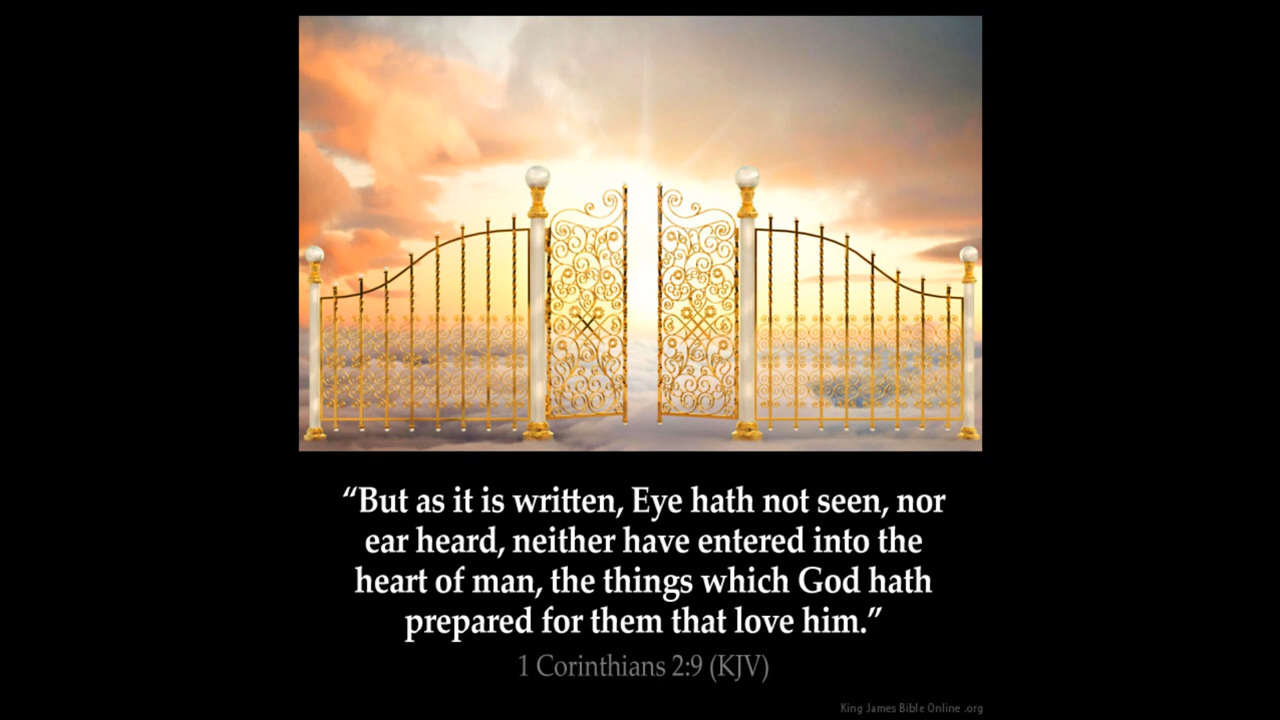 “But as it is written, Eye hath not seen, nor
ear heard, neither have entered into the
heart of man, the things which God hath
prepared for them that love him.”
1 Corinthians 2:9 (KJV)
King James Bible Online .org